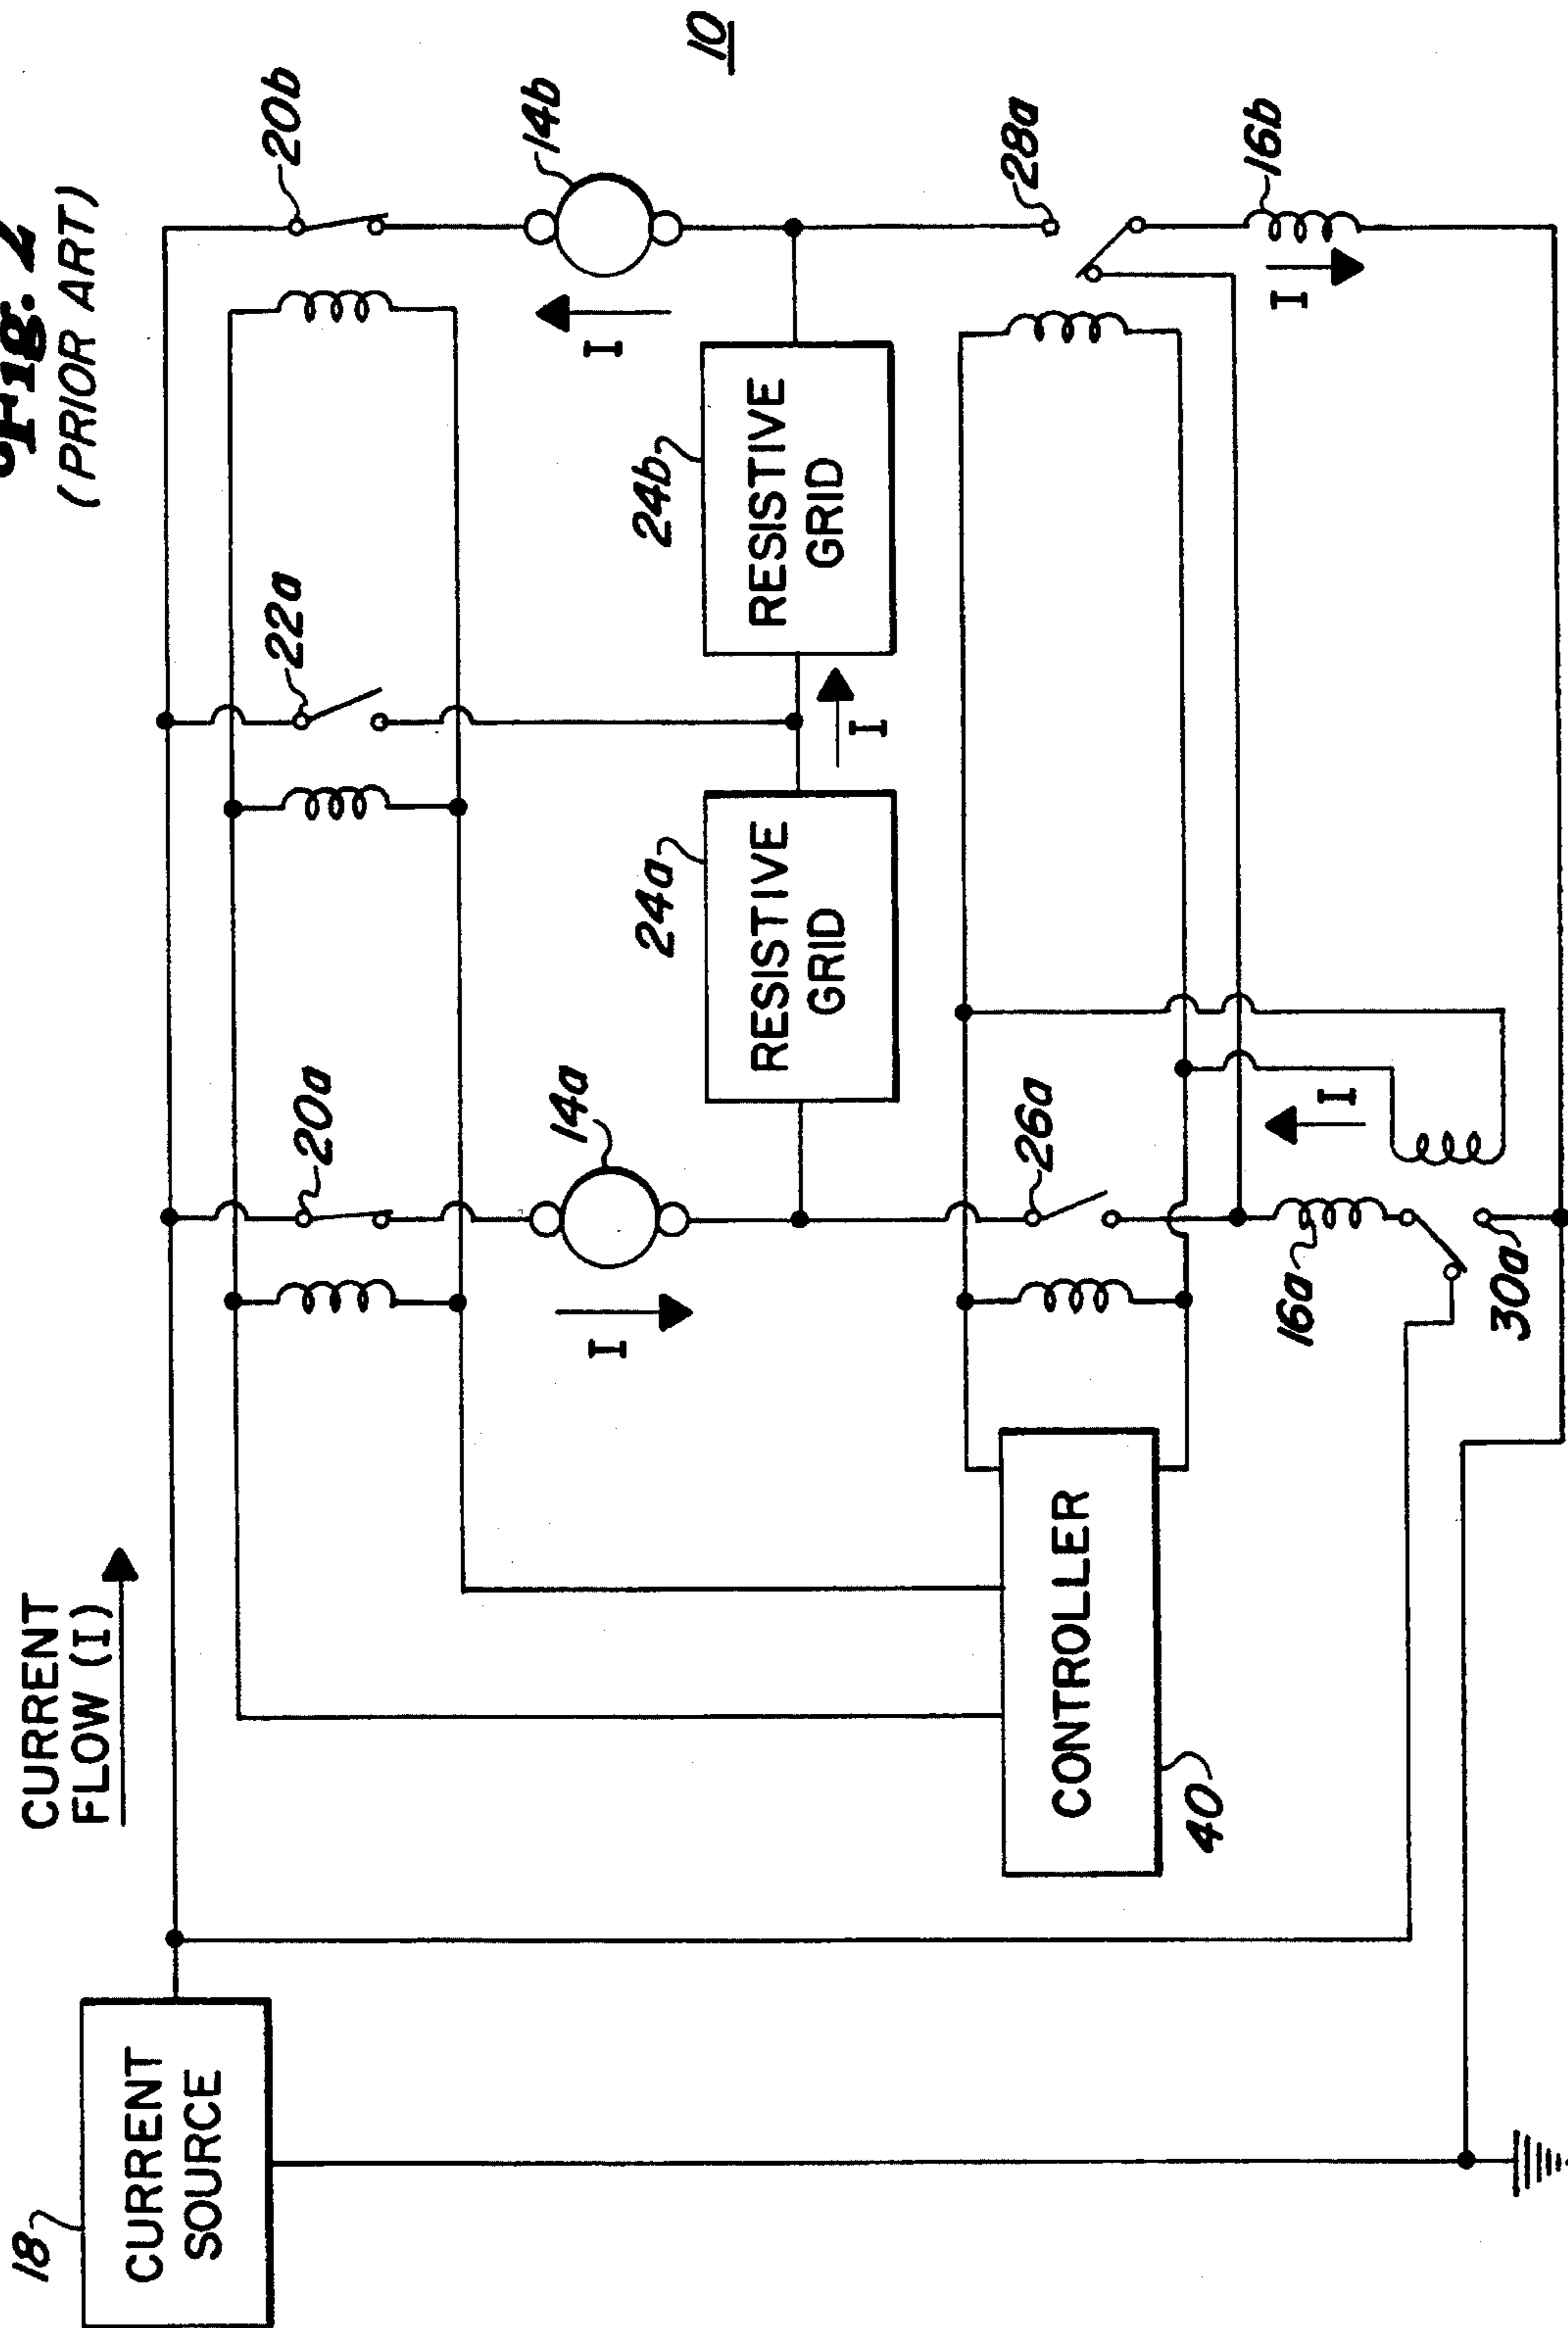 Fig. 2
(PRIOR ART)
10
CURRENT
FLOW (I)
18
CURRENT
SOURCE
20a
22a
20b
14a
I
I
14b
24a
RESISTIVE
GRID
24b
RESISTIVE
GRID
I
40
CONTROLLER
26a
28a
16a
I
30a
I
16b